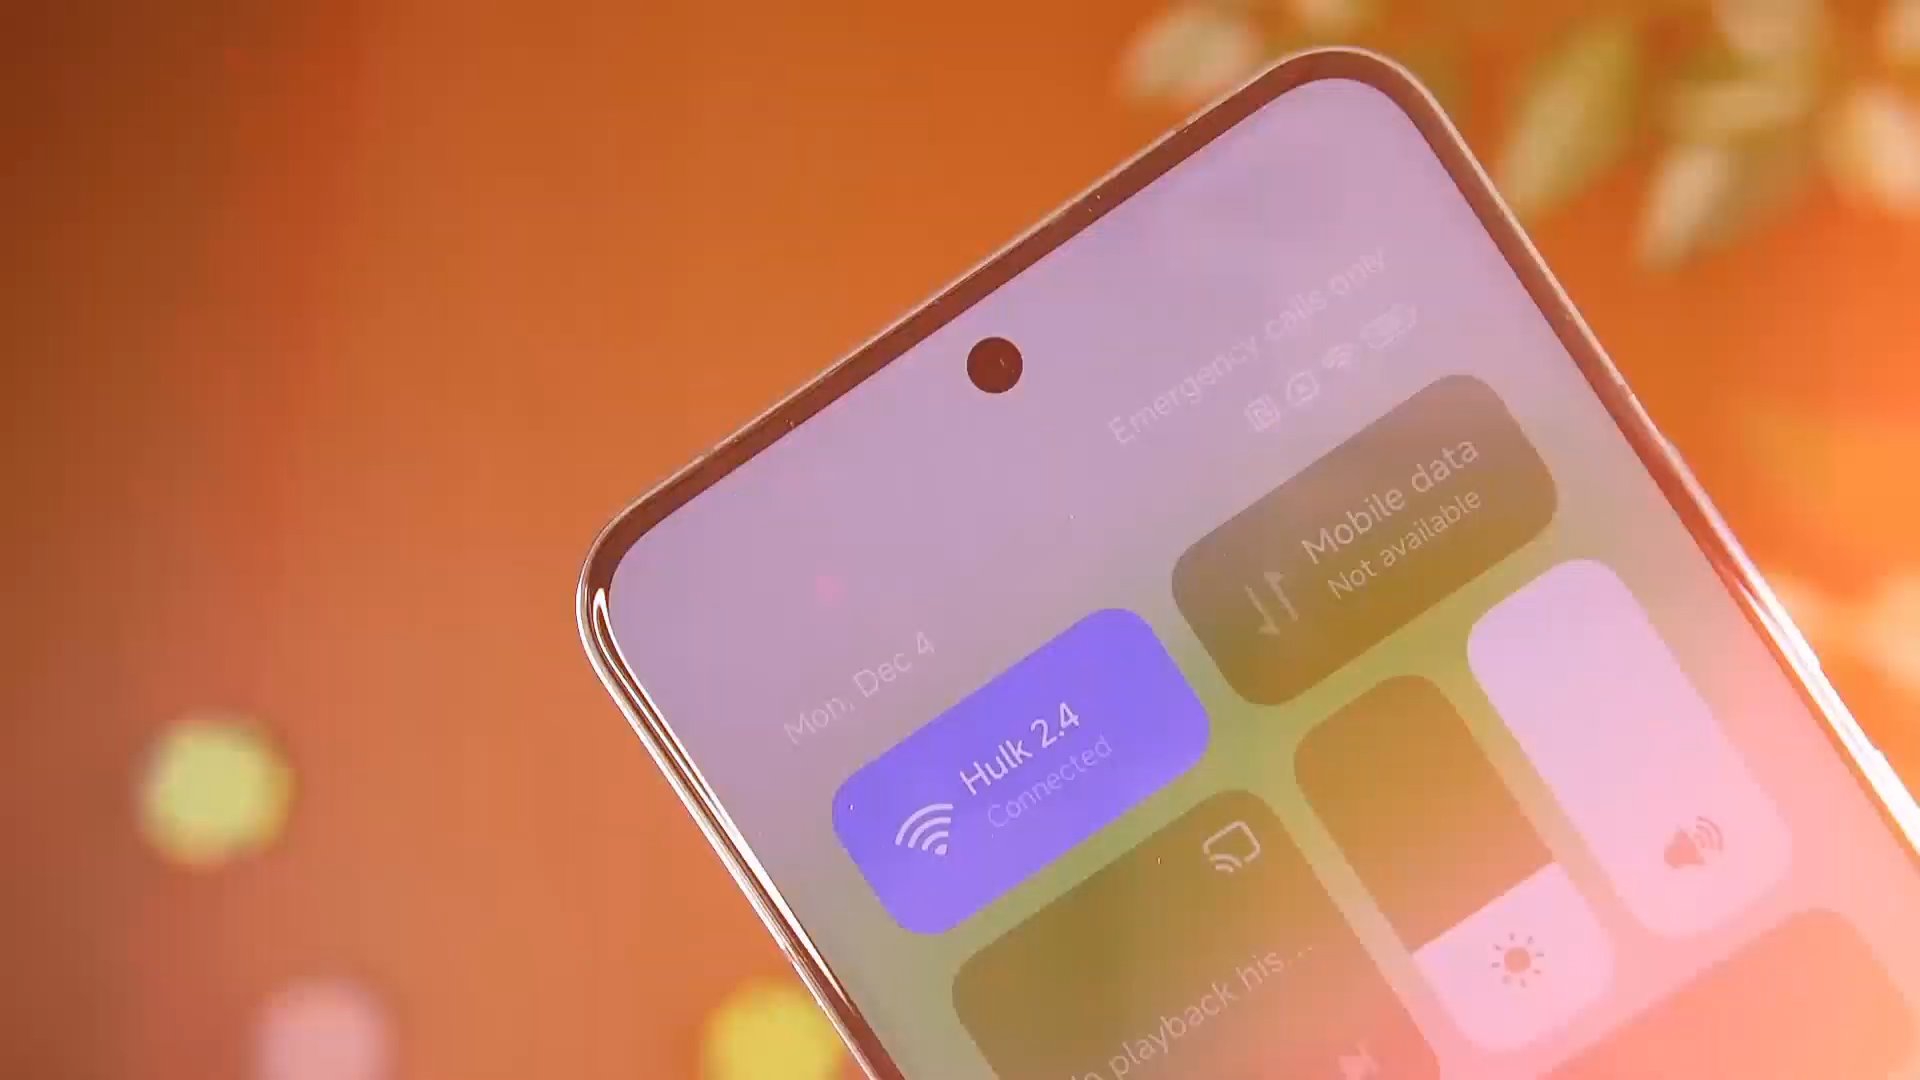 Emergency calls only
Mon, Dec 4
Hulk 2.4
Connected
Mobile data
Not available
playback his...